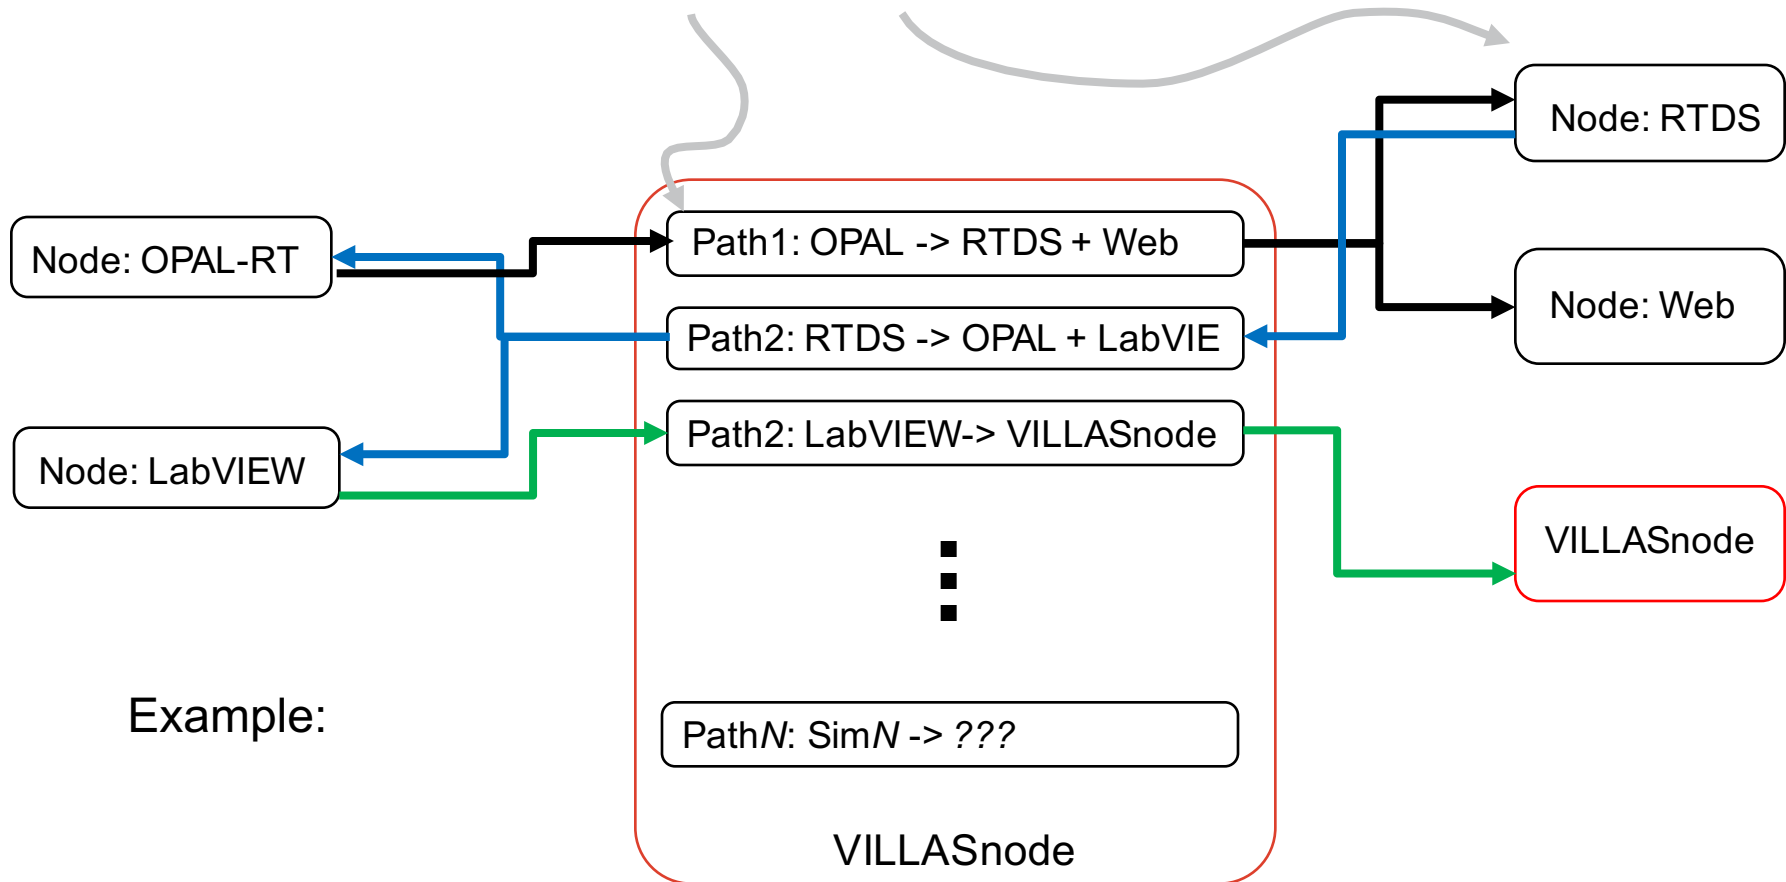 Node: RTDS
Node: OPAL-RT
Path1: OPAL -> RTDS + Web
Node: Web
Path2: RTDS -> OPAL + LabVIE
Node: LabVIEW
Path2: LabVIEW-> VILLASnode
VILLASnode
Example:
PathN: SimN -> ???
VILLASnode